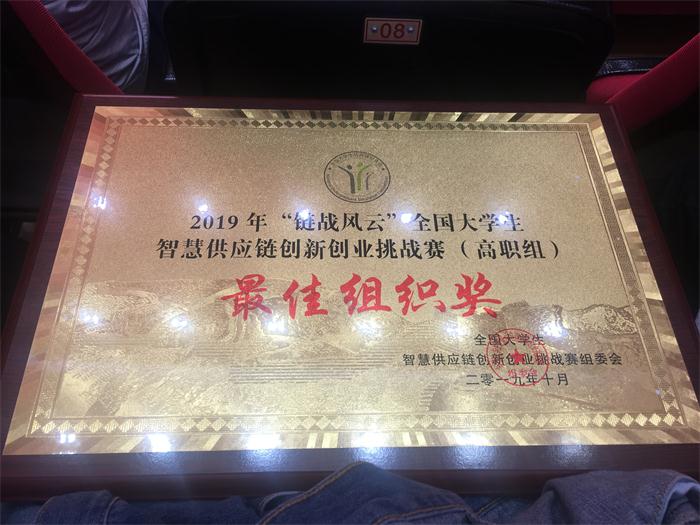 08
2019 年“链战风云”全国大学生
智慧供应链创新创业挑战赛（高职组）
最佳组织奖
全国大学生
智慧供应链创新创业挑战赛组委会
二零一九年十月